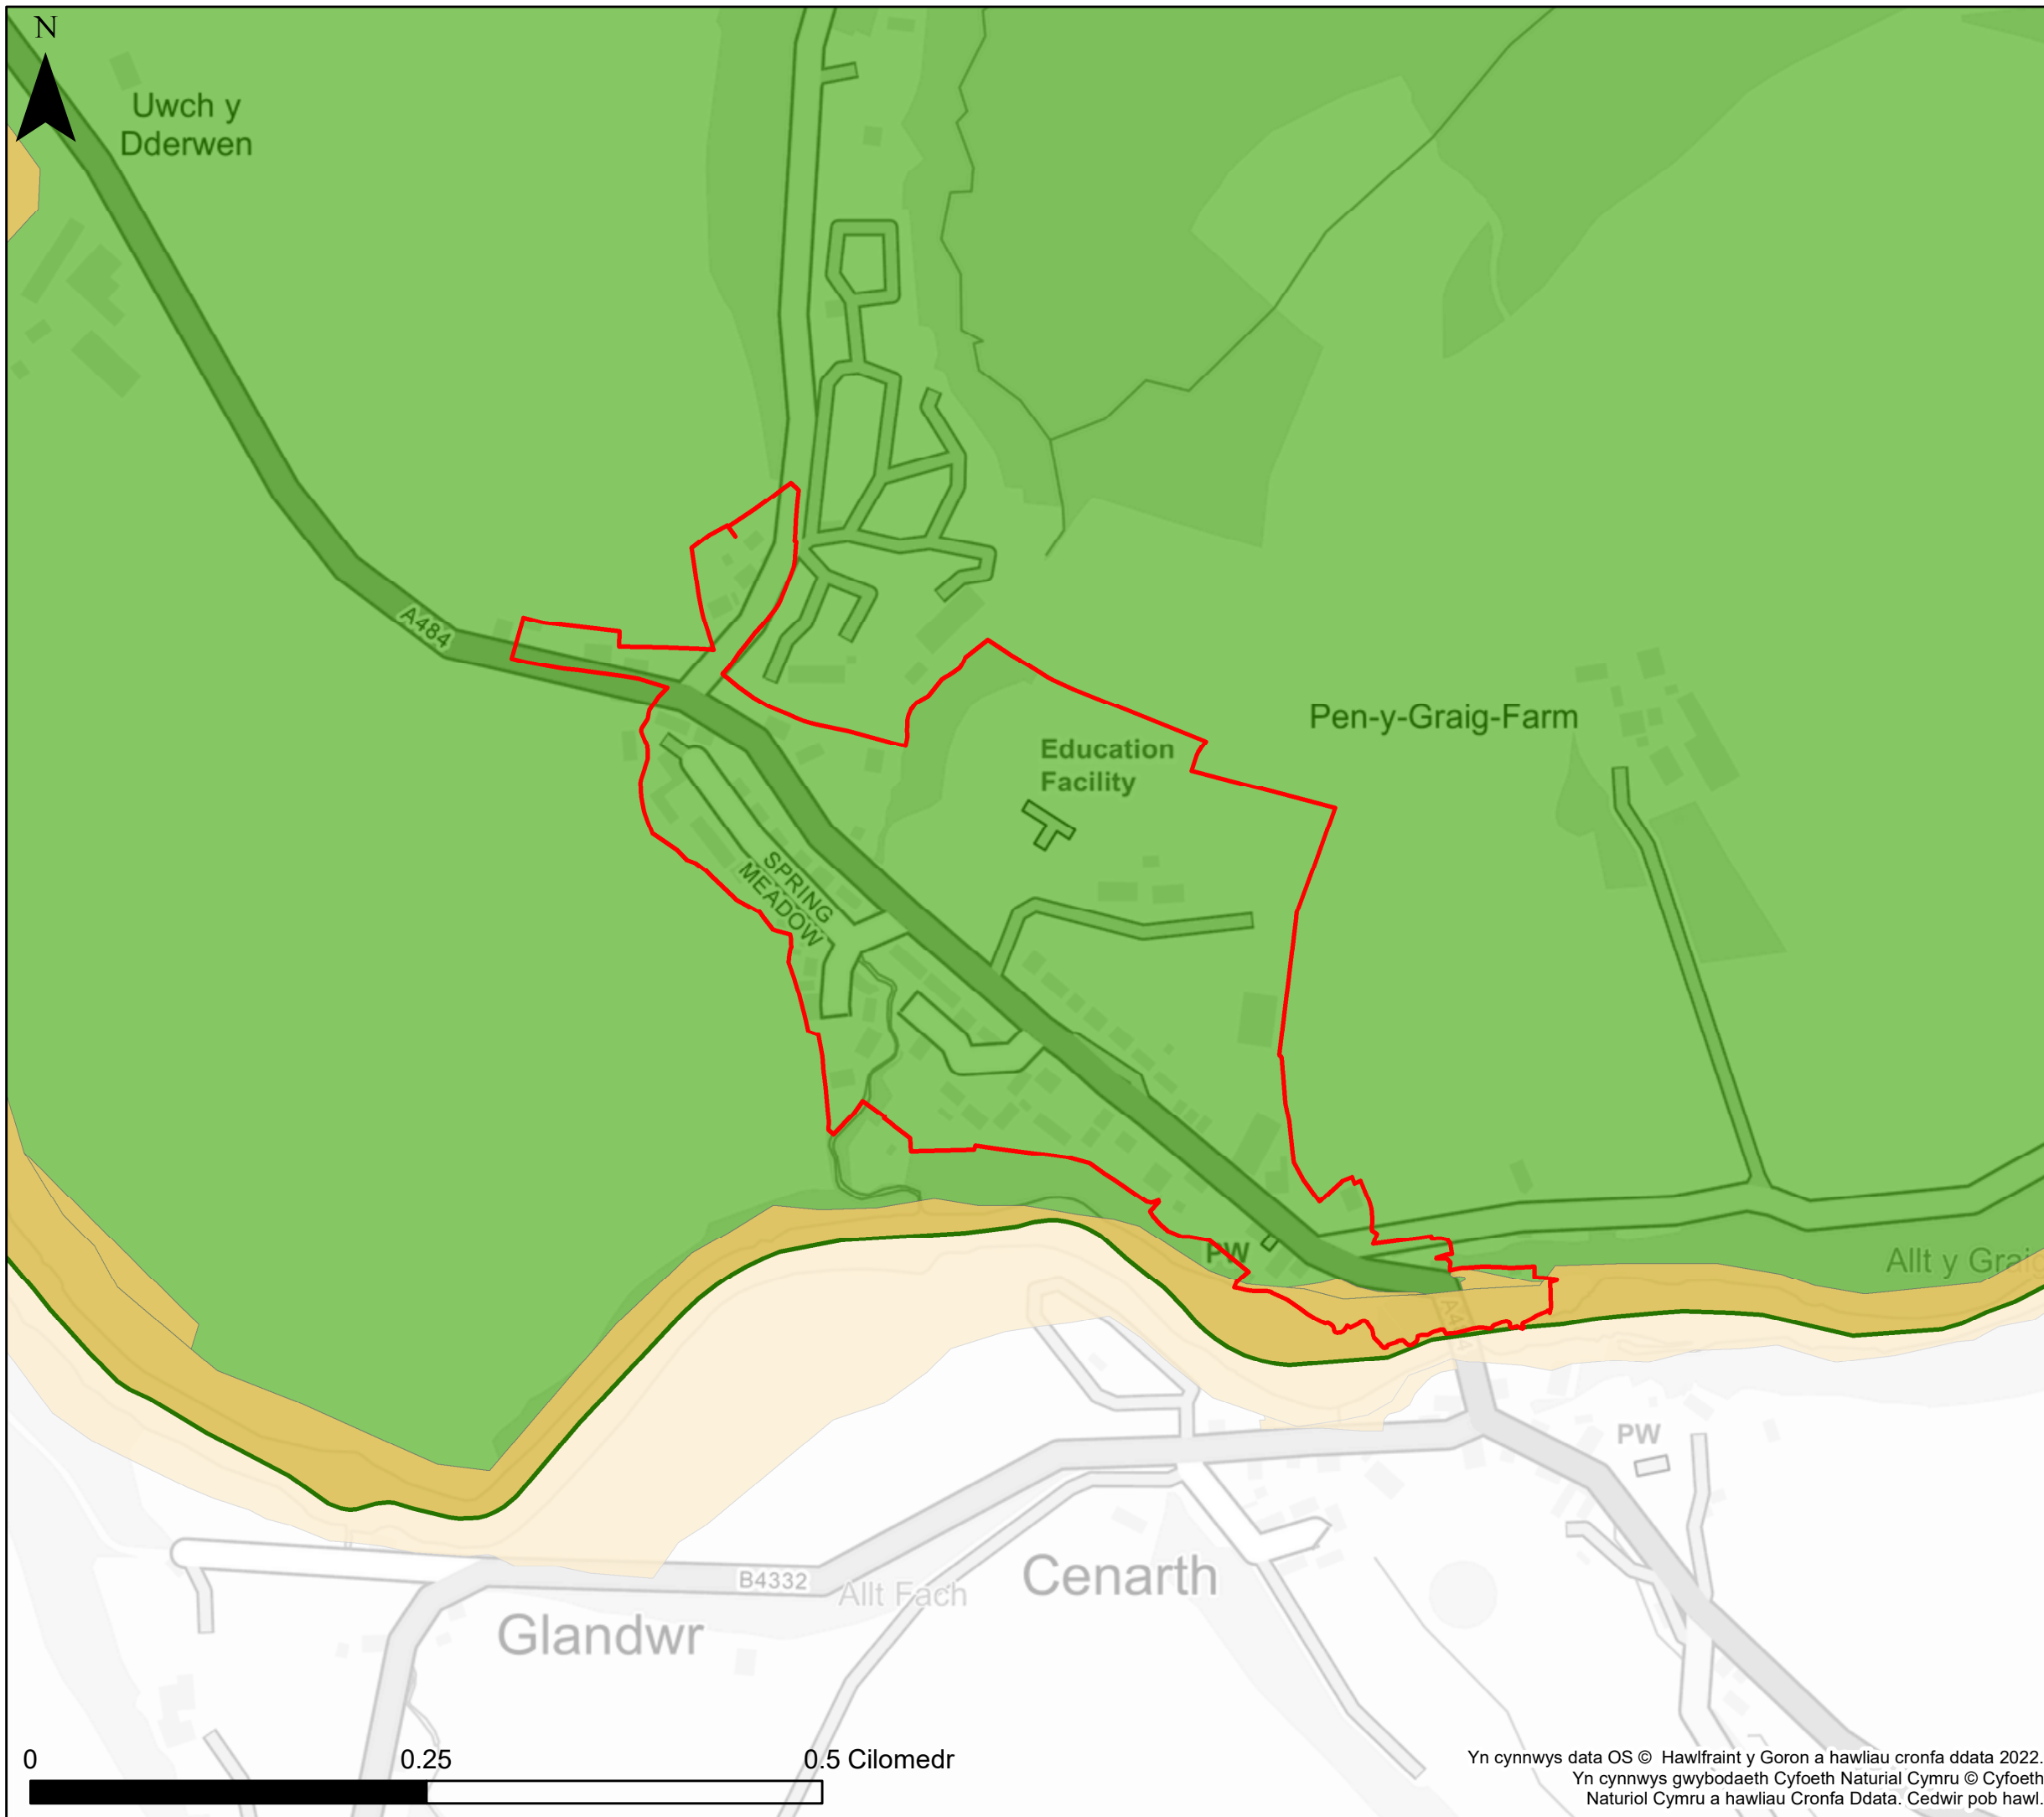 N
Uwch y
Dderwen
A484
Pen-y-Graig-Farm
Education
Facility
SPRING
MEADOW
PW
Allt y Graig
PW
Cenarth
B4332
Allt Fach
Glandwr
0
0.25
0.5 Cilomedr
Yn cynnwys data OS © Hawlfraint y Goron a hawliau cronfa ddata 2022.
Yn cynnwys gwybodaeth Cyfoeth Naturial Cymru © Cyfoeth
Naturiol Cymru a hawliau Cronfa Ddata. Cedwir pob hawl.